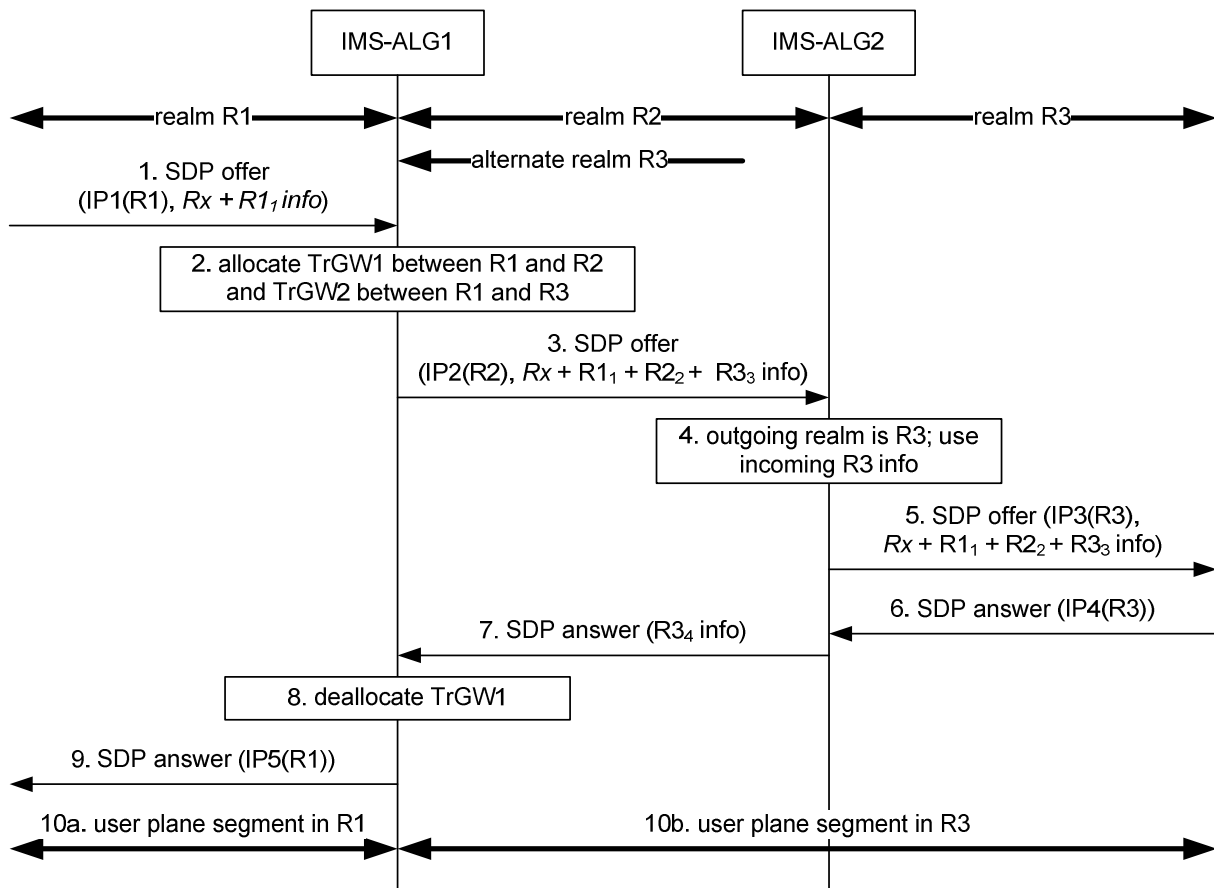 IMS-ALG1
IMS-ALG2
realm R1
realm R2
realm R3
alternate realm R3
1. SDP offer
(IP1(R1), Rx + R1₁ info)
2. allocate TrGW1 between R1 and R2
and TrGW2 between R1 and R3
3. SDP offer
(IP2(R2), Rx + R1₁ + R2₂ + R3₃ info)
4. outgoing realm is R3; use
incoming R3 info
5. SDP offer (IP3(R3),
Rx + R1₁ + R2₂ + R3₃ info)
6. SDP answer (IP4(R3))
7. SDP answer (R3₄ info)
8. deallocate TrGW1
9. SDP answer (IP5(R1))
10a. user plane segment in R1
10b. user plane segment in R3